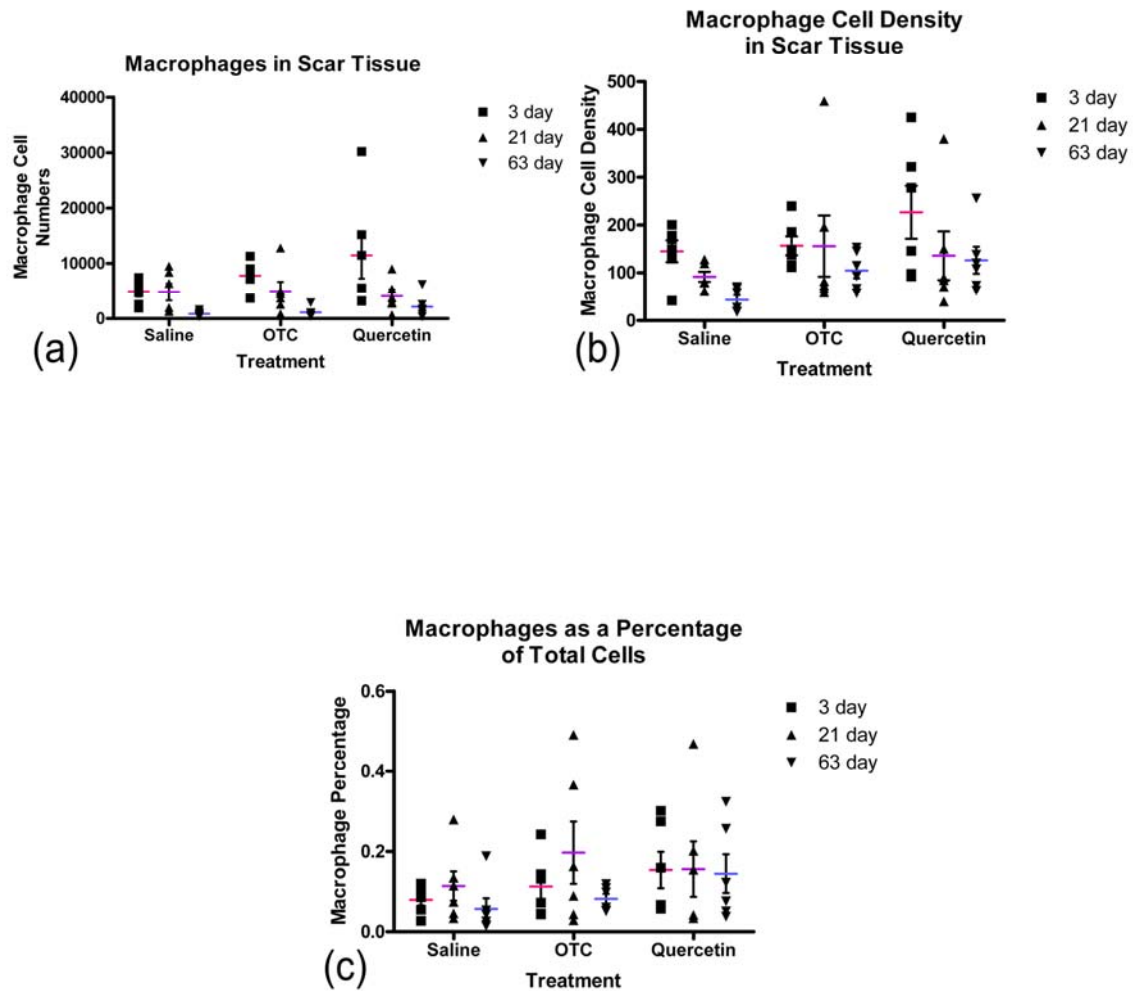 Macrophages in Scar Tissue
Macrophage Cell
Numbers
40000
30000
20000
10000
0
Saline OTC Quercetin
Treatment
3 day
21 day
63 day
(a)
Macrophage Cell Density
in Scar Tissue
Macrophage Cell Density
500
400
300
200
100
0
Saline OTC Quercetin
Treatment
3 day
21 day
63 day
(b)
Macrophages as a Percentage
of Total Cells
Macrophage Percentage
0.6
0.4
0.2
0.0
Saline OTC Quercetin
Treatment
3 day
21 day
63 day
(c)